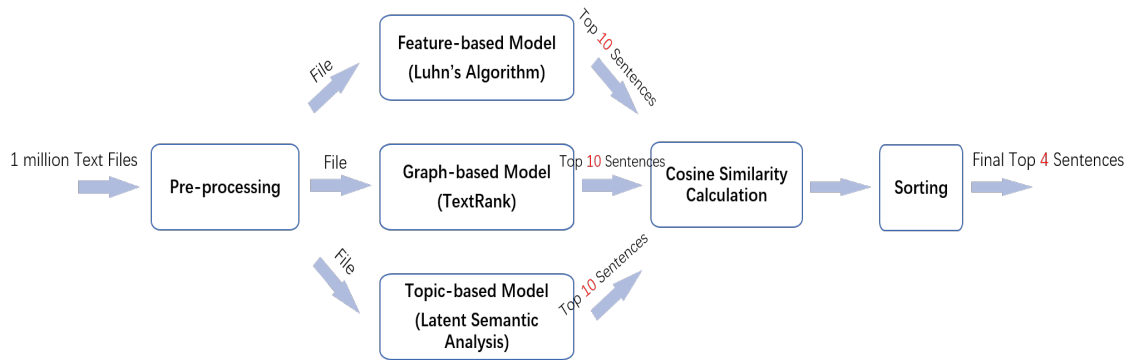 1 million Text Files
Pre-processing
File
File
File
Feature-based Model
(Luhn's Algorithm)
Graph-based Model
(TextRank)
Topic-based Model
(Latent Semantic
Analysis)
Top 10 Sentences
Top 10 Sentences
Top 10 Sentences
Cosine Similarity
Calculation
Sorting
Final Top 4 Sentences